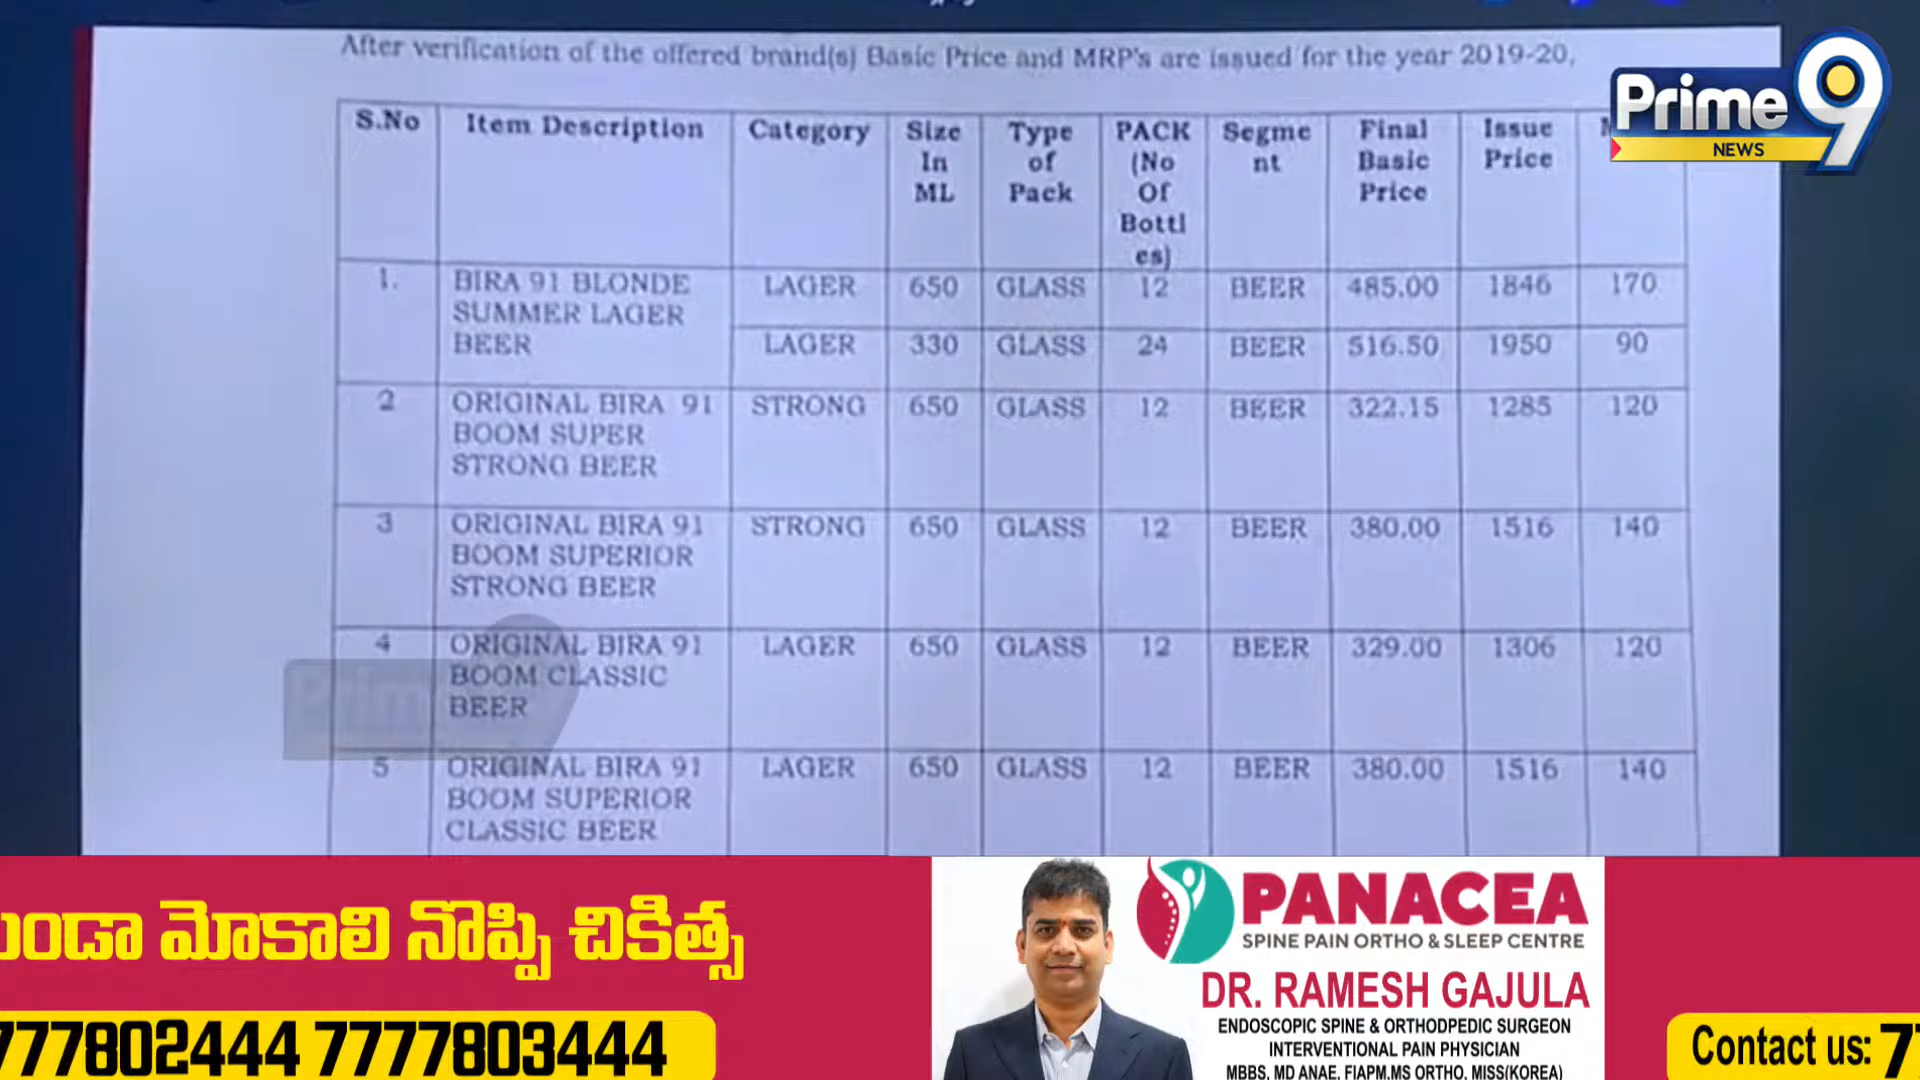 After verification of the offered brand(s) Basic Price and MRP's are issued for the year 2019-20,
Prime9
NEWS
S.No Item Description Category Size In ML Type of Pack PACK (No Of Bottl es) Segme nt Final Basic Price Issue Price
1. BIRA 91 BLONDE SUMMER LAGER BEER LAGER 650 GLASS 12 BEER 485.00 1846 170
LAGER 330 GLASS 24 BEER 516.50 1950 90
2 ORIGINAL BIRA 91 BOOM SUPER STRONG BEER STRONG 650 GLASS 12 BEER 322.15 1285 120
3 ORIGINAL BIRA 91 BOOM SUPERIOR STRONG BEER STRONG 650 GLASS 12 BEER 380.00 1516 140
4 ORIGINAL BIRA 91 BOOM CLASSIC BEER LAGER 650 GLASS 12 BEER 329.00 1306 120
5 ORIGINAL BIRA 91 BOOM SUPERIOR CLASSIC BEER LAGER 650 GLASS 12 BEER 380.00 1516 140
మోకాలి నొప్పి చికిత్స
777802444 7777803444
PANACEA
SPINE PAIN ORTHO & SLEEP CENTRE
DR. RAMESH GAJULA
ENDOSCOPIC SPINE & ORTHODPEDIC SURGEON
INTERVENTIONAL PAIN PHYSICIAN
MBBS, MD ANAE, FIAPM,MS ORTHO, MISS(KOREA)
Contact us: 7